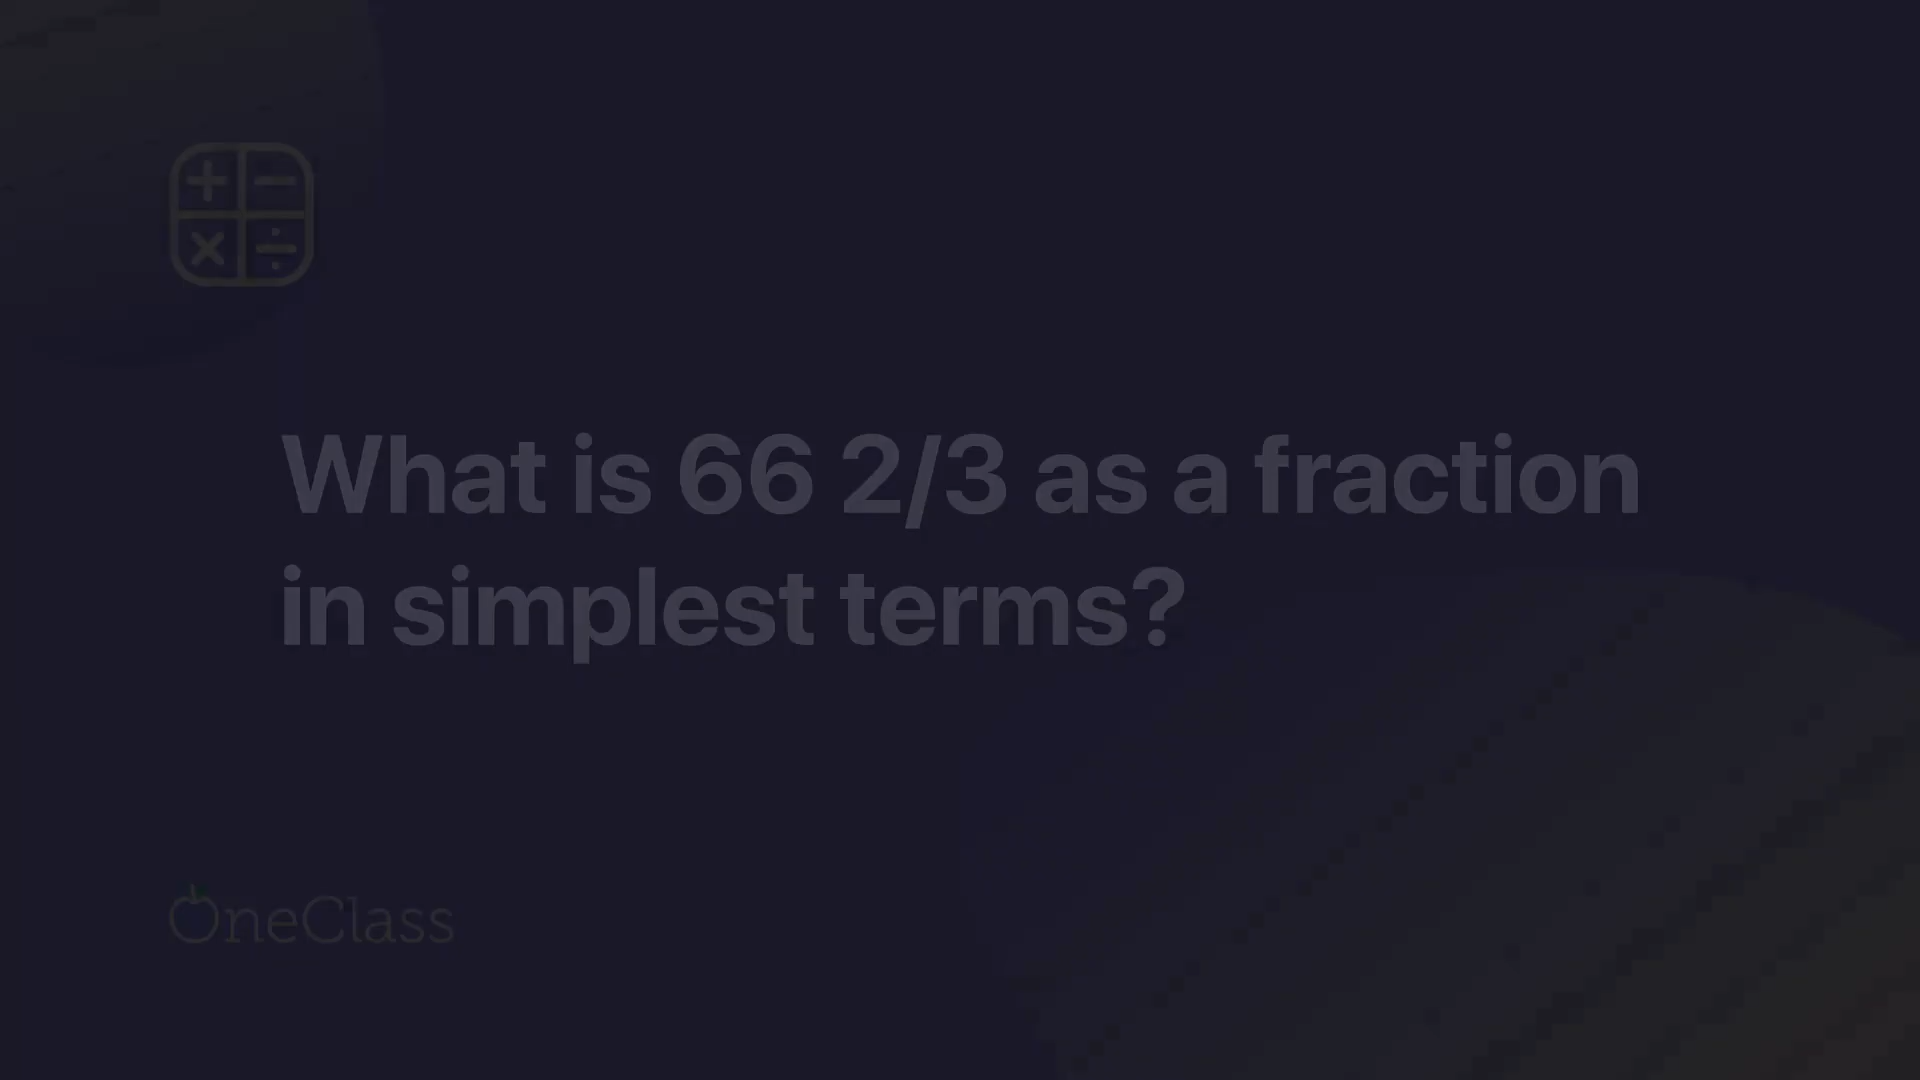 What is 66 2/3 as a fraction
in simplest terms?
OneClass